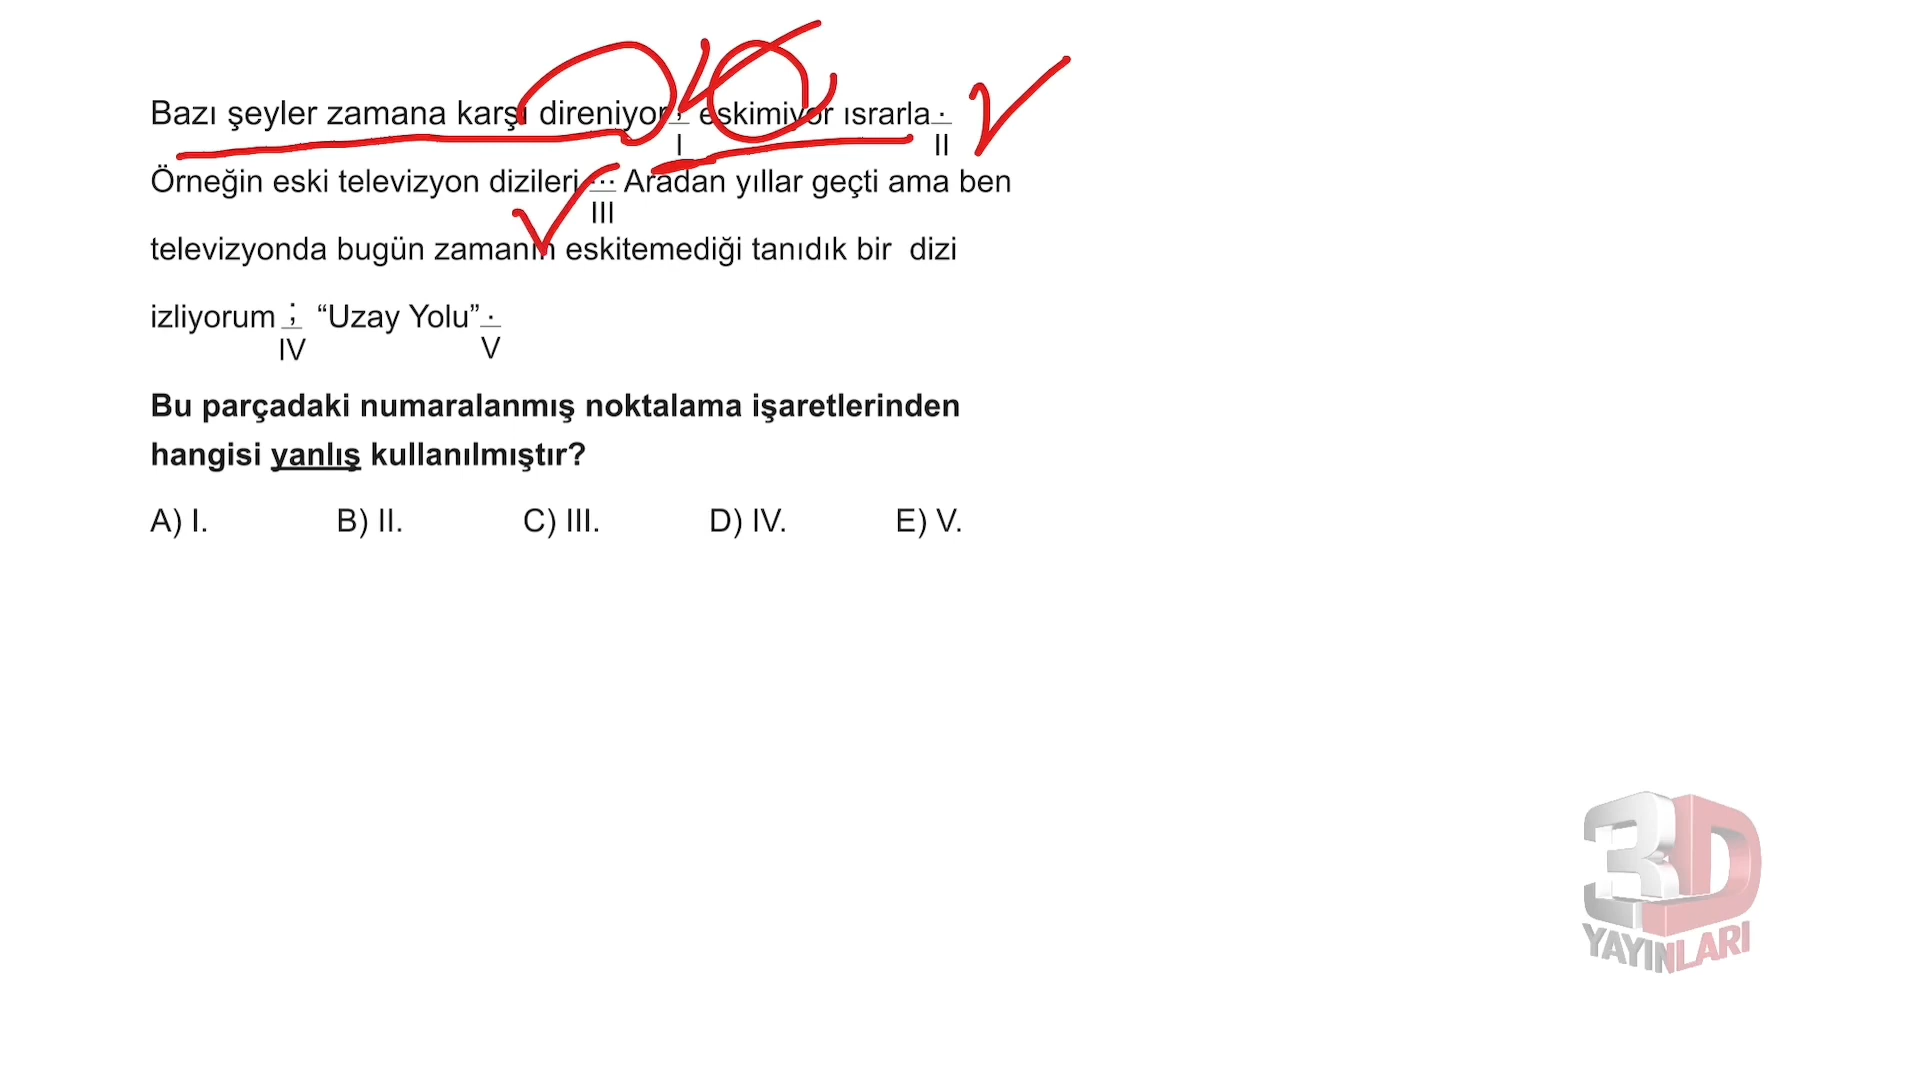 Bazı şeyler zamana karşı direniyor, eskimiyor ısrarla.
I II
Örneğin eski televizyon dizileri... Aradan yıllar geçti ama ben
III
televizyonda bugün zamanın eskitemediği tanıdık bir dizi
izliyorum ; “Uzay Yolu”.
IV V
Bu parçadaki numaralanmış noktalama işaretlerinden
hangisi yanlış kullanılmıştır?
A) I. B) II. C) III. D) IV. E) V.
3D
YAYINLARI